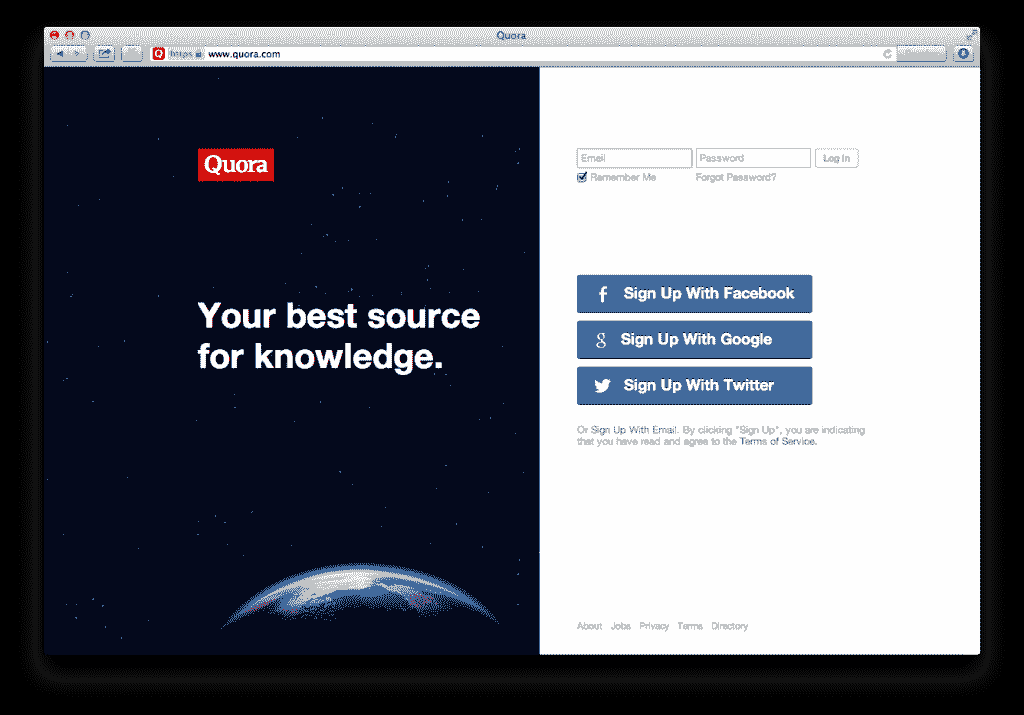 Quora
https www.quora.com
Quora
Your best source
for knowledge.
Email Password Log In
Remember Me Forgot Password?
f Sign Up With Facebook
g Sign Up With Google
Sign Up With Twitter
Or Sign Up With Email. By clicking "Sign Up", you are indicating
that you have read and agree to the Terms of Service.
About Jobs Privacy Terms Directory